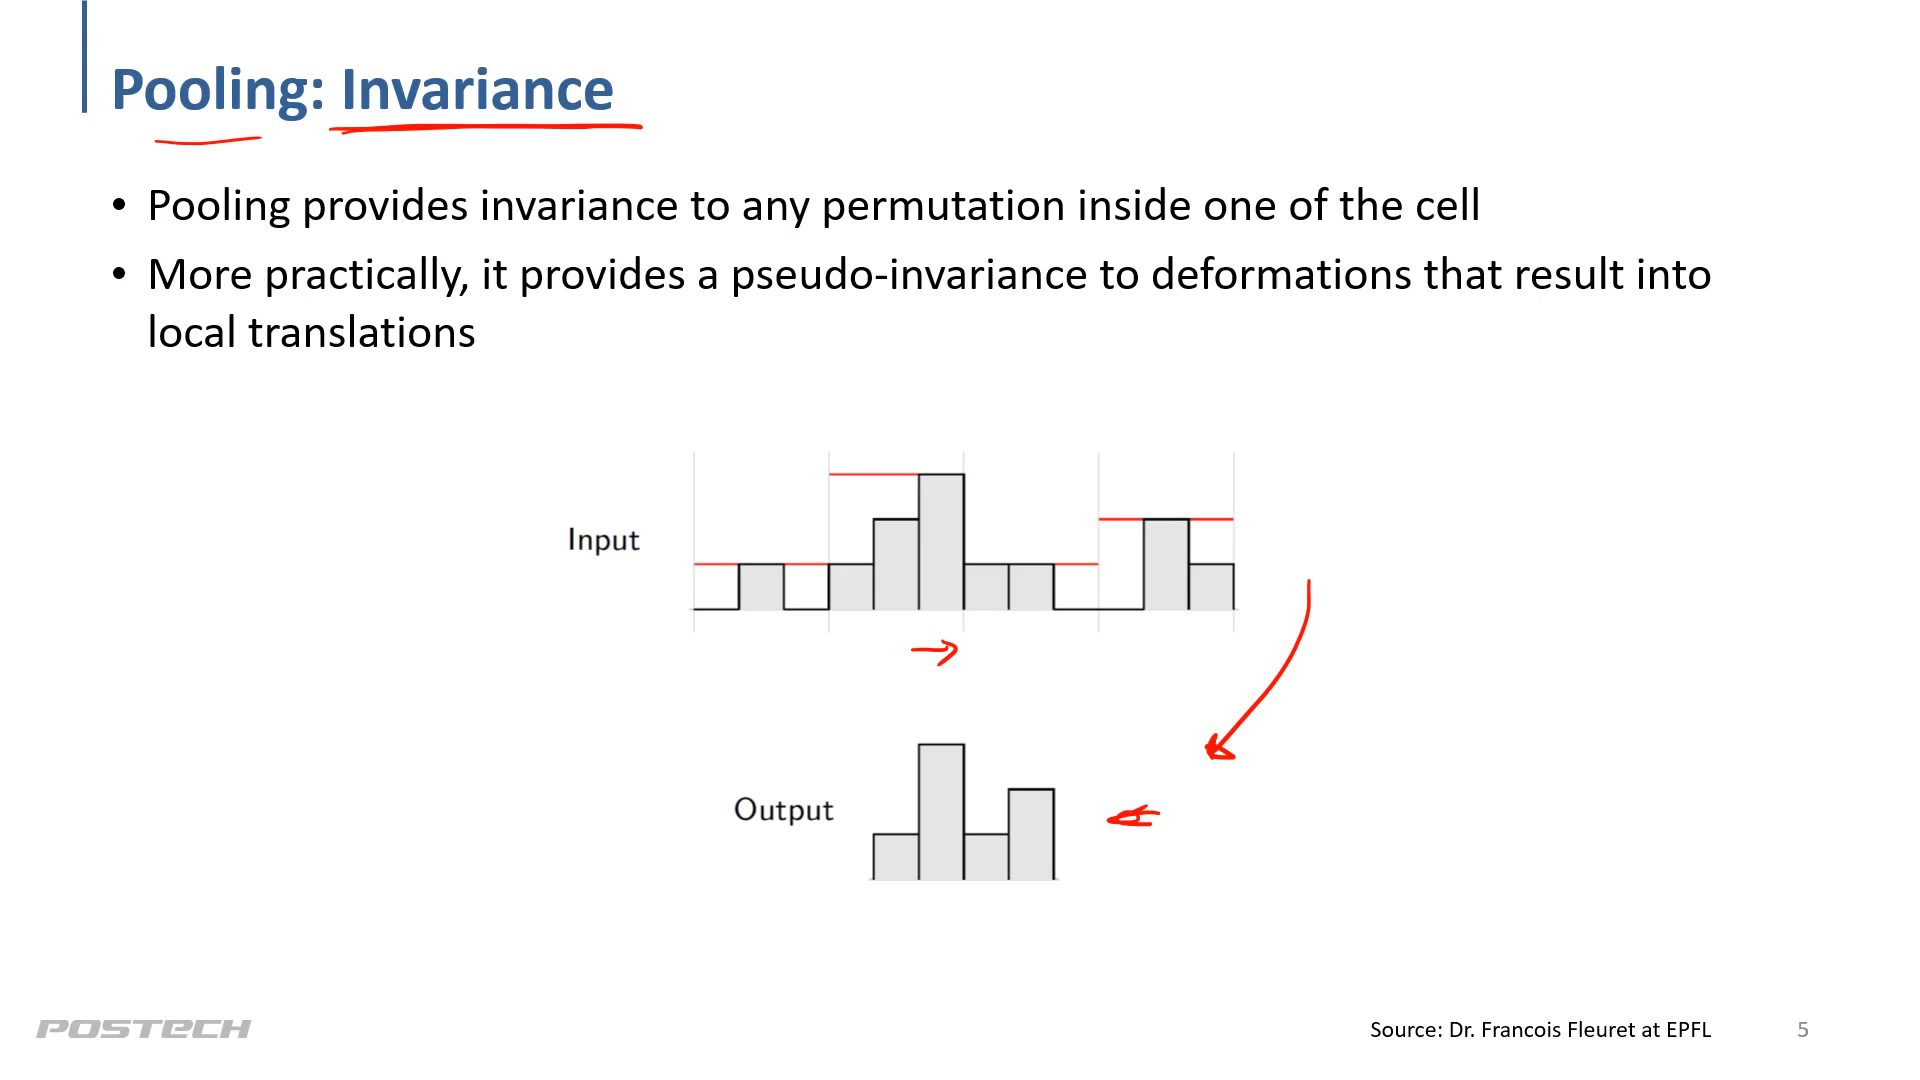 Pooling: Invariance
• Pooling provides invariance to any permutation inside one of the cell
• More practically, it provides a pseudo-invariance to deformations that result into
local translations
Input
Output
POSTECH
Source: Dr. Francois Fleuret at EPFL
5